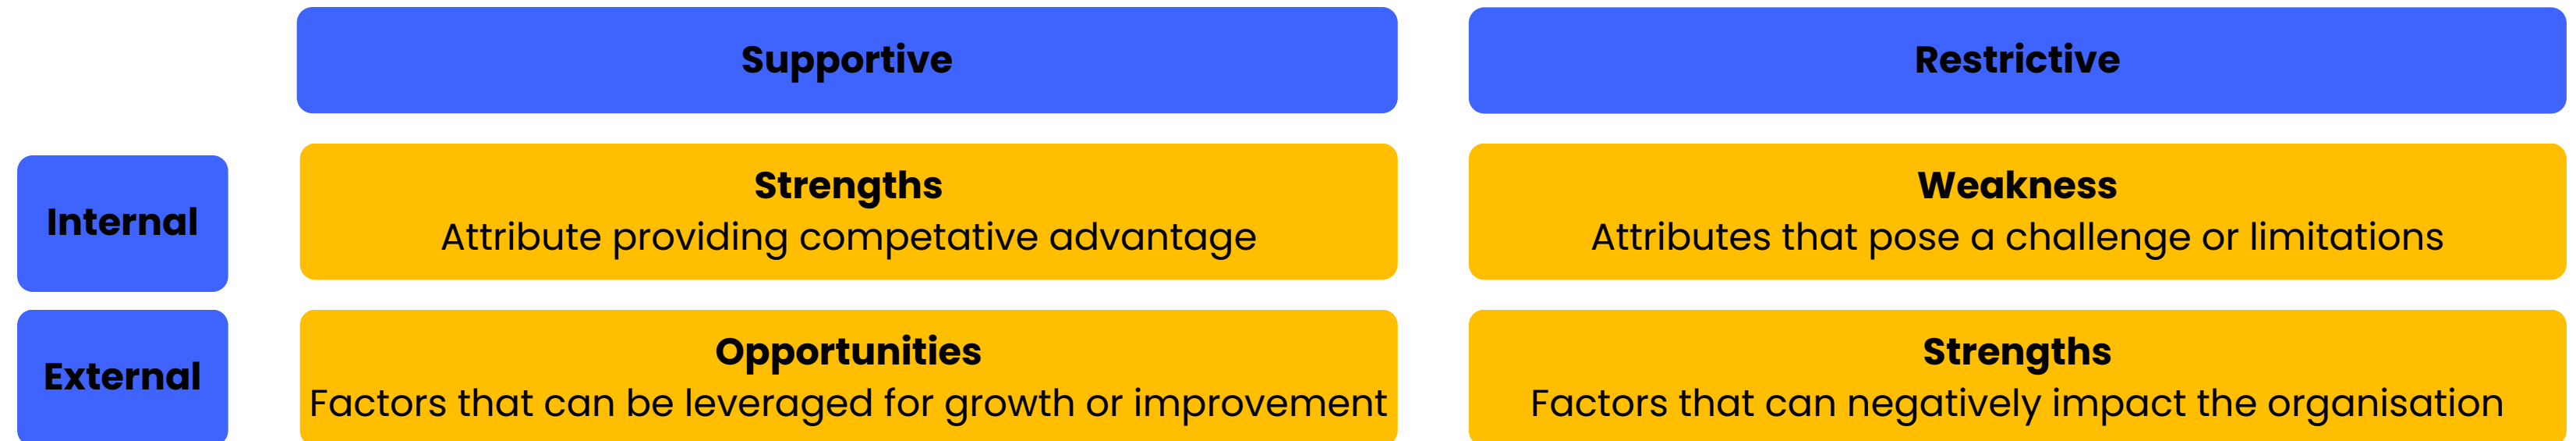 Supportive
Restrictive
Internal
Strengths
Attribute providing competative advantage
Weakness
Attributes that pose a challenge or limitations
External
Opportunities
Factors that can be leveraged for growth or improvement
Strengths
Factors that can negatively impact the organisation